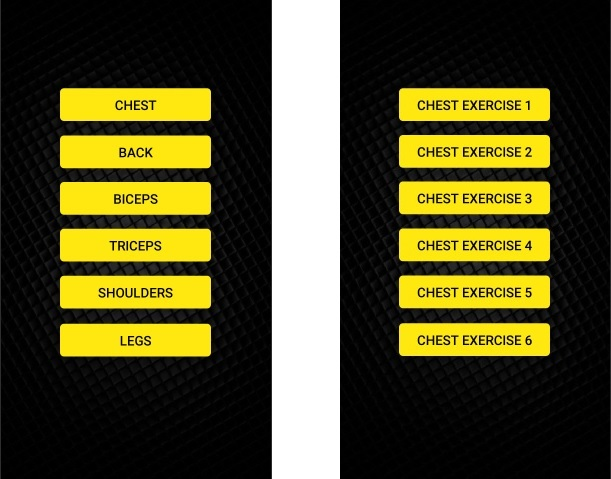 CHEST
BACK
BICEPS
TRICEPS
SHOULDERS
LEGS
CHEST EXERCISE 1
CHEST EXERCISE 2
CHEST EXERCISE 3
CHEST EXERCISE 4
CHEST EXERCISE 5
CHEST EXERCISE 6